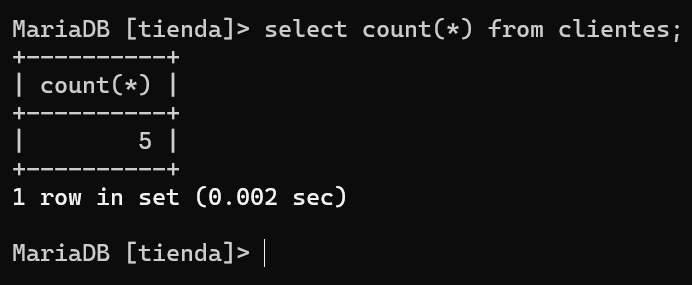 MariaDB [tienda]> select count(*) from clientes;
+----------+
| count(*) |
+----------+
|        5 |
+----------+
1 row in set (0.002 sec)
MariaDB [tienda]>